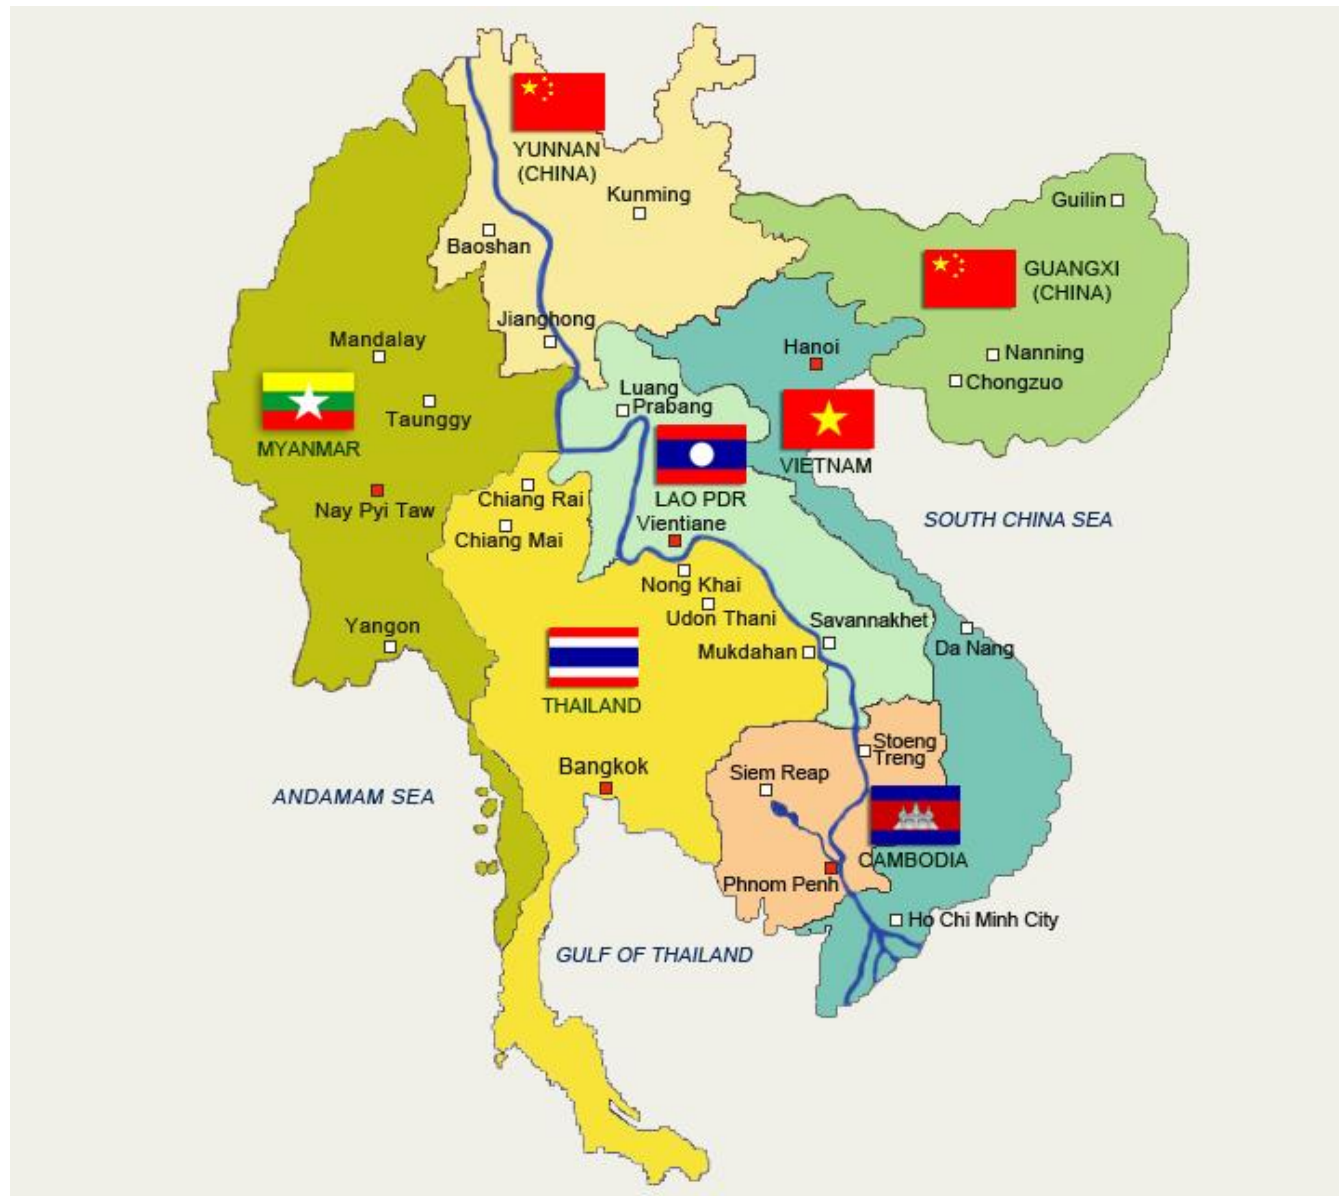 YUNNAN
(CHINA)
Kunming
Guilin
Baoshan
GUANGXI
(CHINA)
Jianghong
Mandalay
Hanoi
Nanning
Luang
Prabang
Chongzuo
Taunggy
MYANMAR
VIETNAM
Chiang Rai
LAO PDR
Nay Pyi Taw
Vientiane
SOUTH CHINA SEA
Chiang Mai
Nong Khai
Udon Thani
Savannakhet
Yangon
Mukdahan
Da Nang
THAILAND
Stoeng
Treng
Bangkok
Siem Reap
ANDAMAM SEA
CAMBODIA
Phnom Penh
Ho Chi Minh City
GULF OF THAILAND